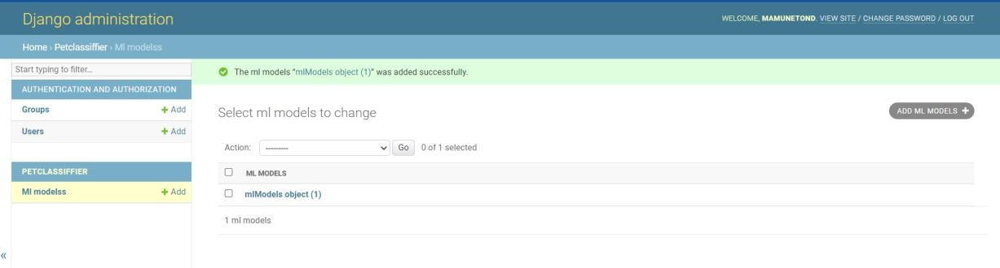 Django administration
WELCOME, MAMUNETOND. VIEW SITE / CHANGE PASSWORD / LOG OUT
Home › Petclassiffier › Ml modelss
Start typing to filter...
AUTHENTICATION AND AUTHORIZATION
Groups + Add
Users + Add
PETCLASSIFFIER
Ml modelss + Add
«
The ml models “mlModels object (1)” was added successfully.
Select ml models to change
ADD ML MODELS +
Action: --------- Go 0 of 1 selected
ML MODELS
mlModels object (1)
1 ml models